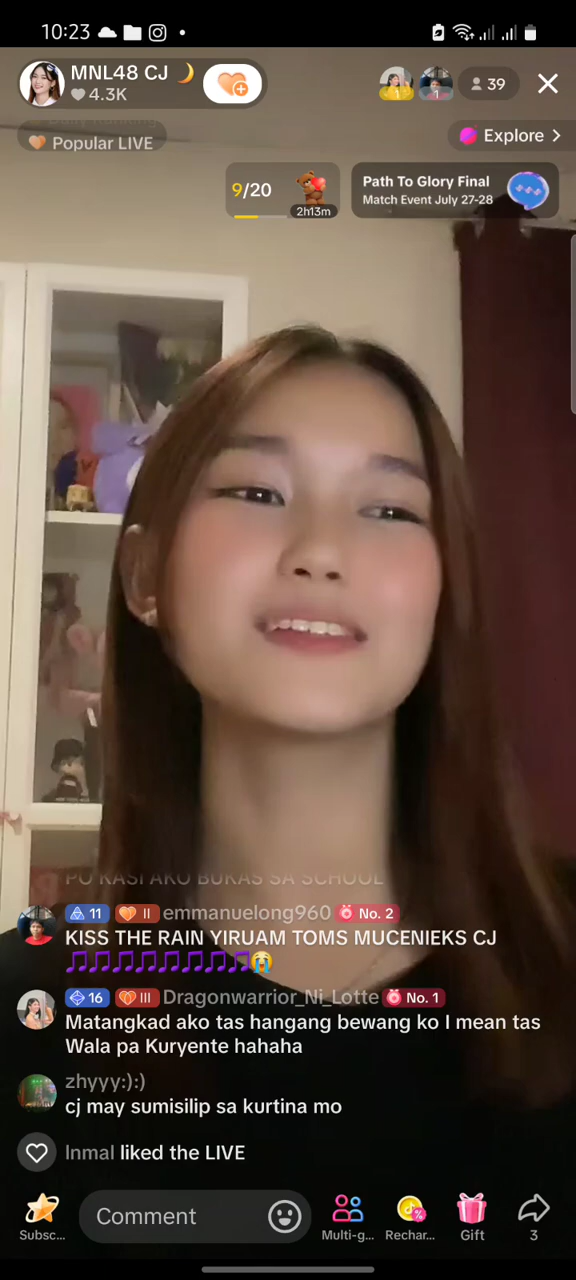 10:23
MNL48 CJ 🌙
4.3K
1
1
39
Popular LIVE
Explore >
9/20
2h13m
Path To Glory Final
Match Event July 27-28
PO KASI AKO BUKAS SA SCHOOL
11 II emmanuelong960 No. 2
KISS THE RAIN YIRUAM TOMS MUCENIEKS CJ
🎵🎵🎵🎵🎵🎵🎵🎵😭
16 III Dragonwarrior_Ni_Lotte No. 1
Matangkad ako tas hangang bewang ko I mean tas
Wala pa Kuryente hahaha
zhyyy:):)
cj may sumisilip sa kurtina mo
Inmal liked the LIVE
Comment
Subsc... Multi-g... Rechar... Gift 3